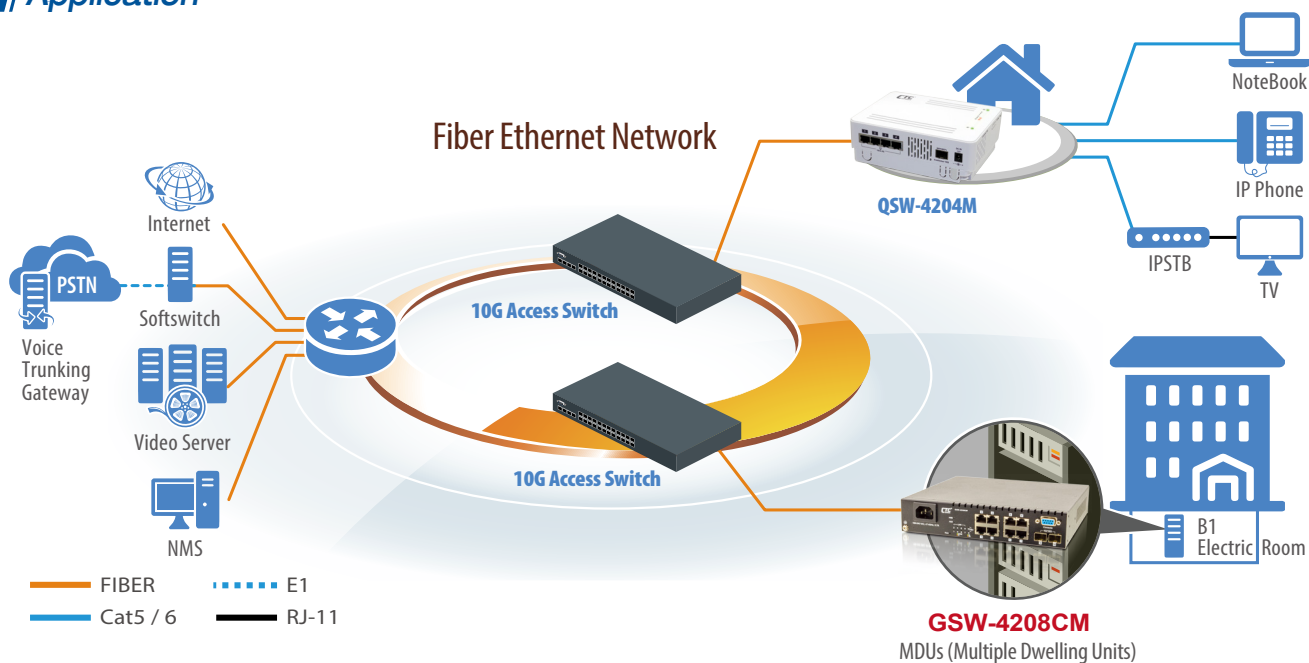 Application
Fiber Ethernet Network
NoteBook
IP Phone
IPSTB
TV
CTS
QSW-4204M
Internet
PSTN
Softswitch
Voice
Trunking
Gateway
Video Server
NMS
10G Access Switch
10G Access Switch
CTS
B1
Electric Room
FIBER
E1
Cat5 / 6
RJ-11
GSW-4208CM
MDUs (Multiple Dwelling Units)